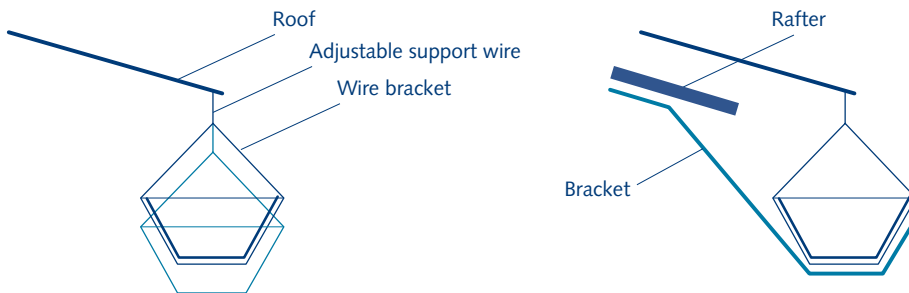 Roof
Adjustable support wire
Wire bracket
Rafter
Bracket